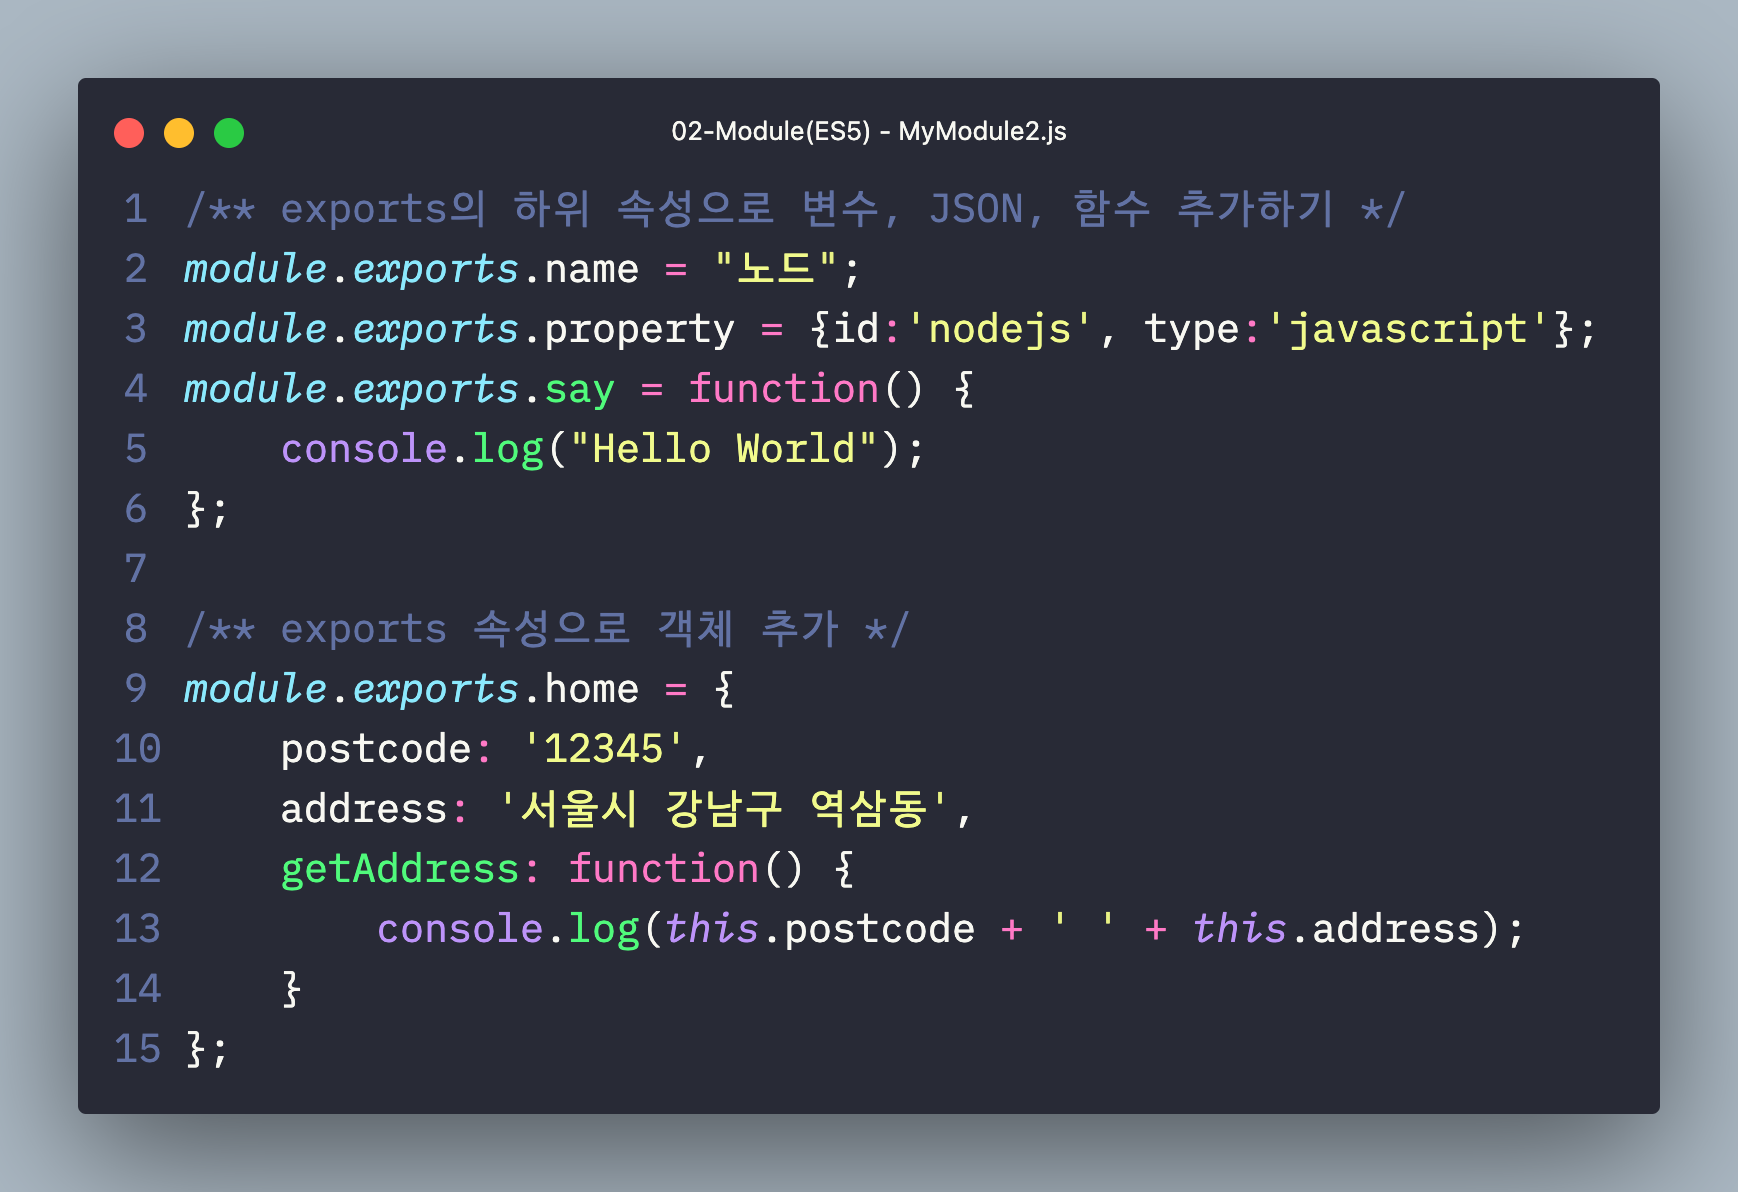 02-Module(ES5) - MyModule2.js
1 /** exports의 하위 속성으로 변수, JSON, 함수 추가하기 */
2 module.exports.name = "노드";
3 module.exports.property = {id:'nodejs', type:'javascript'};
4 module.exports.say = function() {
5     console.log("Hello World");
6 };
7
8 /** exports 속성으로 객체 추가 */
9 module.exports.home = {
10     postcode: '12345',
11     address: '서울시 강남구 역삼동',
12     getAddress: function() {
13         console.log(this.postcode + ' ' + this.address);
14     }
15 };